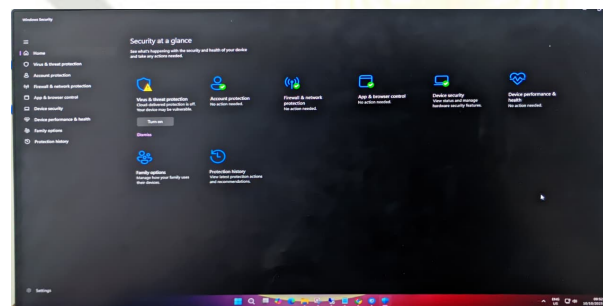 Windows Security
Home
Virus & threat protection
Account protection
Firewall & network protection
App & browser control
Device security
Device performance & health
Family options
Protection history
Settings
Security at a glance
See what's happening with the security and health of your device
and take any actions needed.
Virus & threat protection
Cloud-delivered protection is off.
Your device may be vulnerable.
Turn on
Dismiss
Account protection
No action needed.
Firewall & network
protection
No action needed.
App & browser control
No action needed.
Device security
View status and manage
hardware security features.
Device performance &
health
No action needed.
Family options
Manage how your family uses
their devices.
Protection history
View latest protection actions
and recommendations.
ENG
US